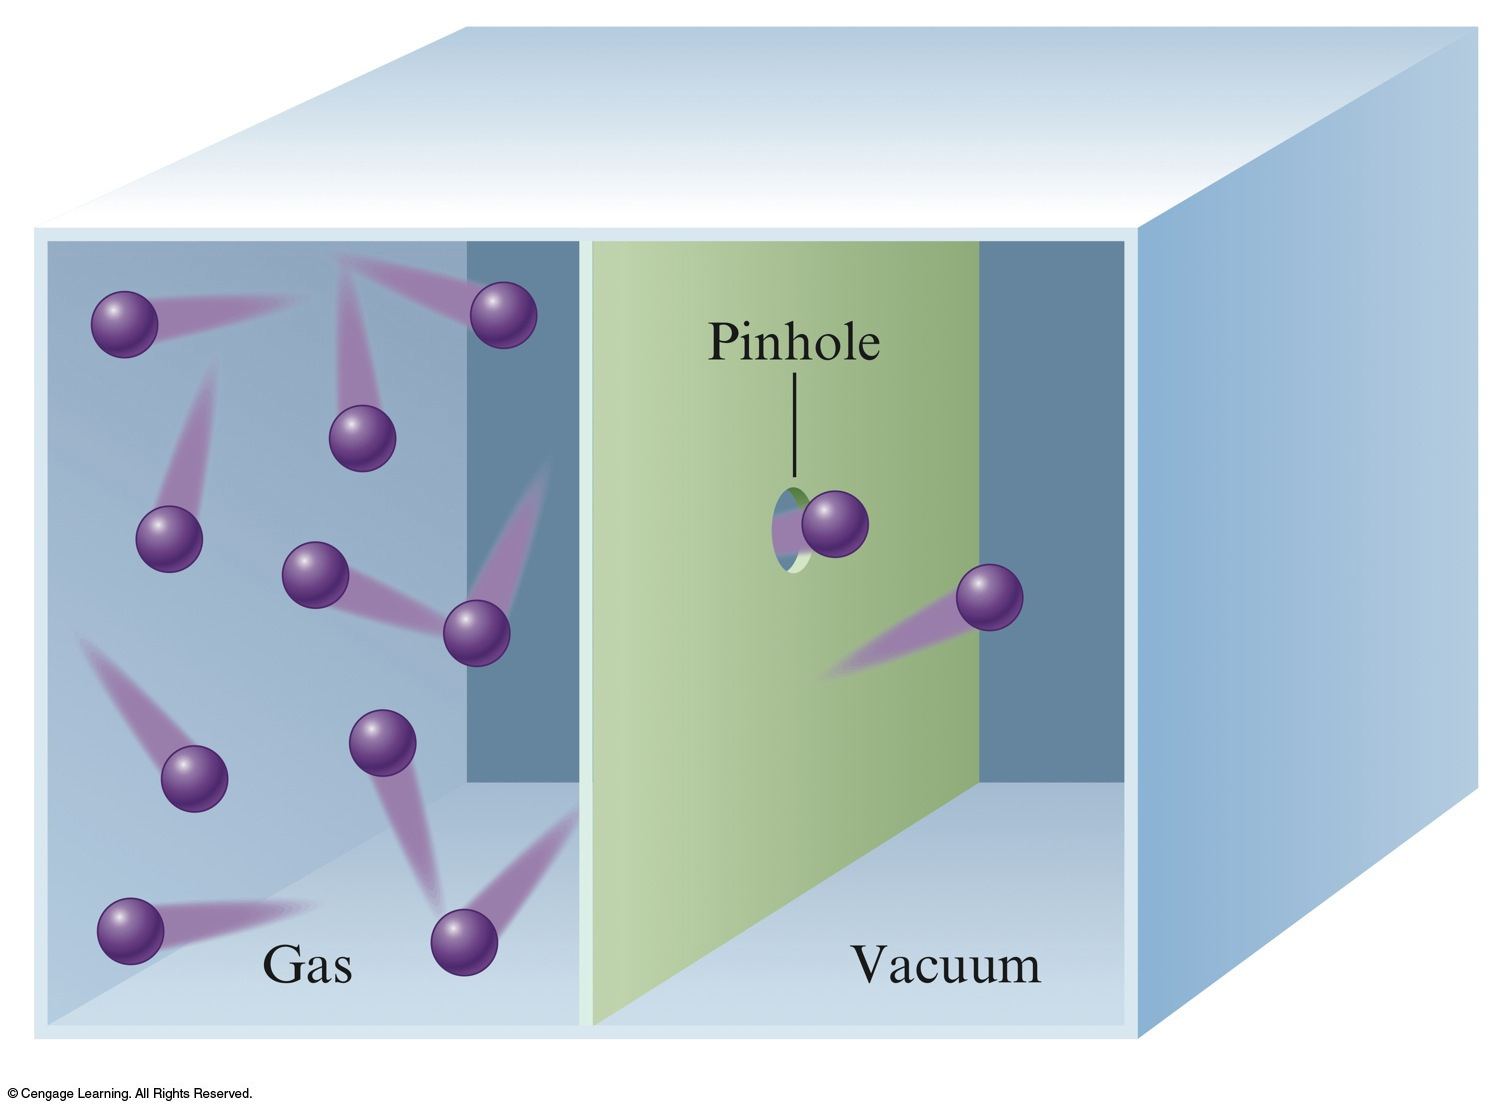 Pinhole
Gas
Vacuum
© Cengage Learning. All Rights Reserved.